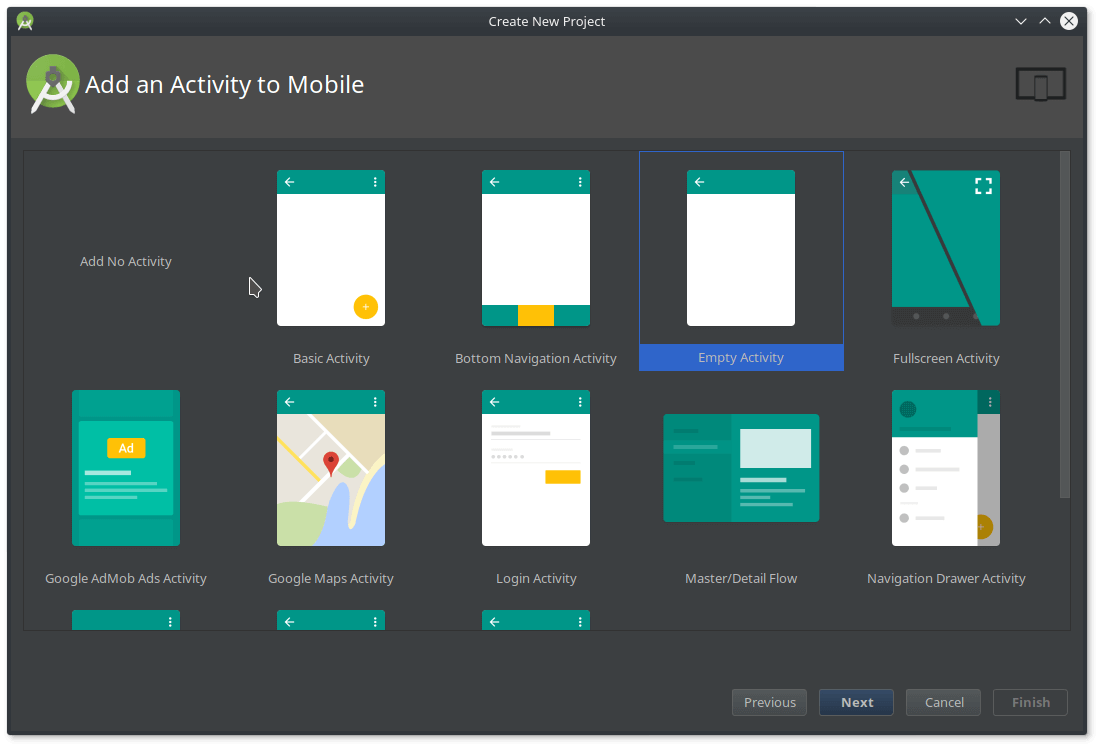 Create New Project
Add an Activity to Mobile
Add No Activity
Basic Activity
Bottom Navigation Activity
Empty Activity
Fullscreen Activity
Ad
Google AdMob Ads Activity
Google Maps Activity
Login Activity
Master/Detail Flow
Navigation Drawer Activity
Previous
Next
Cancel
Finish